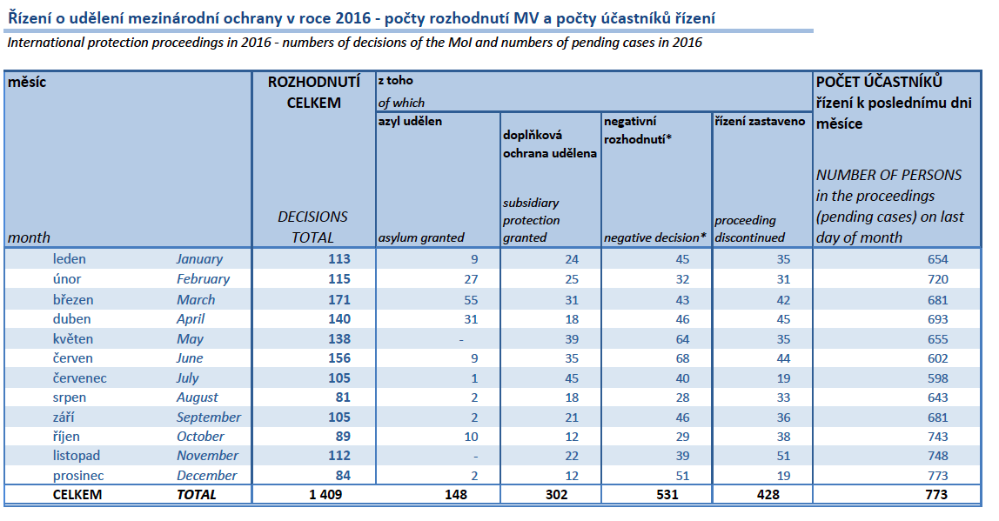 Řízení o udělení mezinárodní ochrany v roce 2016 - počty rozhodnutí MV a počty účastníků řízení
International protection proceedings in 2016 - numbers of decisions of the MoI and numbers of pending cases in 2016
měsíc
month
ROZHODNUTÍ
CELKEM
DECISIONS
TOTAL
z toho
of which
azyl udělen
asylum granted
doplňková
ochrana udělena
subsidiary
protection
granted
negativní
rozhodnutí*
negative decision*
řízení zastaveno
proceeding
discontinued
POČET ÚČASTNÍKŮ
řízení k poslednímu dni
měsíce
NUMBER OF PERSONS
in the proceedings
(pending cases) on last
day of month
leden January 113 9 24 45 35 654
únor February 115 27 25 32 31 720
březen March 171 55 31 43 42 681
duben April 140 31 18 46 45 693
květen May 138 - 39 64 35 655
červen June 156 9 35 68 44 602
červenec July 105 1 45 40 19 598
srpen August 81 2 18 28 33 643
září September 105 2 21 46 36 681
říjen October 89 10 12 29 38 743
listopad November 112 - 22 39 51 748
prosinec December 84 2 12 51 19 773
CELKEM TOTAL 1 409 148 302 531 428 773